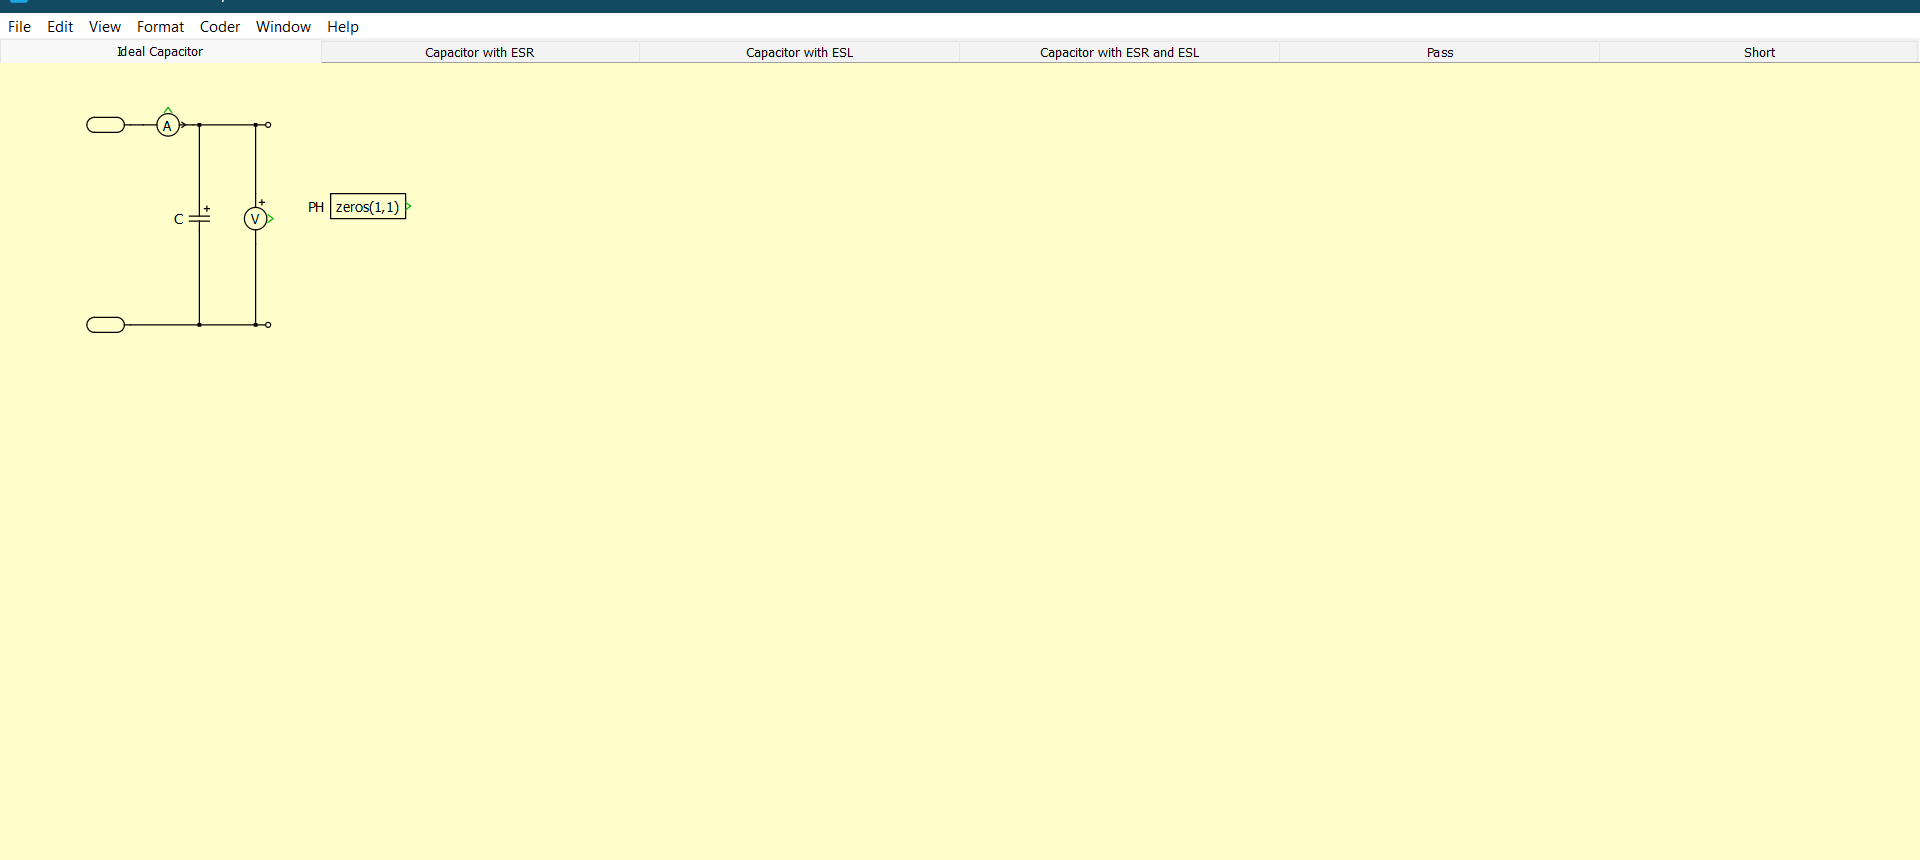 File Edit View Format Coder Window Help
Ideal Capacitor Capacitor with ESR Capacitor with ESL Capacitor with ESR and ESL Pass Short
A
+
+
C
V
PH zeros(1,1)